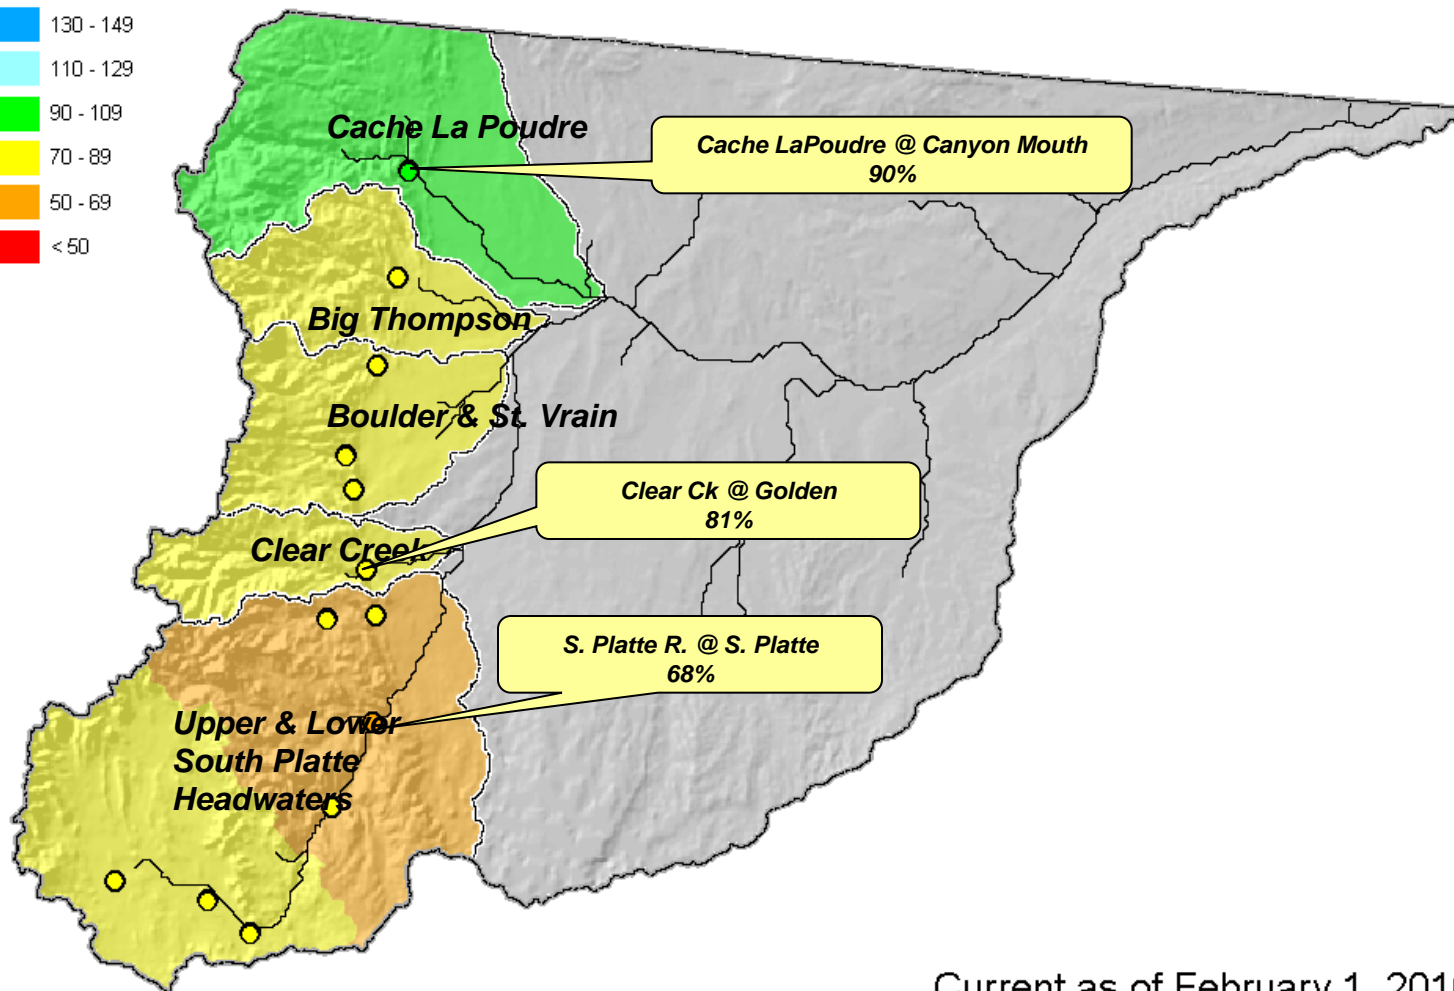 130 - 149
110 - 129
90 - 109
70 - 89
50 - 69
< 50
Cache La Poudre
Cache LaPoudre @ Canyon Mouth
90%
Big Thompson
Boulder & St. Vrain
Clear Ck @ Golden
81%
Clear Creek
S. Platte R. @ S. Platte
68%
Upper & Lower
South Platte
Headwaters
Current as of February 1,